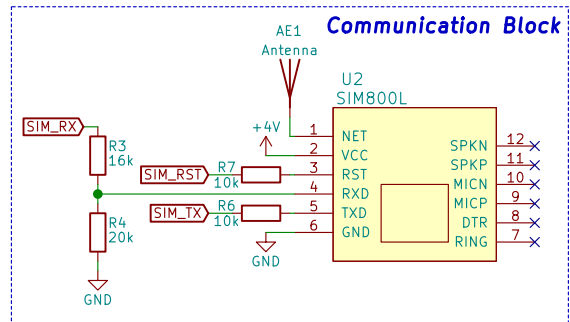 Communication Block
AE1
Antenna
U2
SIM800L
SIM_RX
+4V
1 NET
2 VCC
3 RST
4 RXD
5 TXD
6 GND
SPKN 12
SPKP 11
MICN 10
MICP 9
DTR 8
RING 7
R3
16k
SIM_RST
R7
10k
SIM_TX
R6
10k
R4
20k
GND
GND